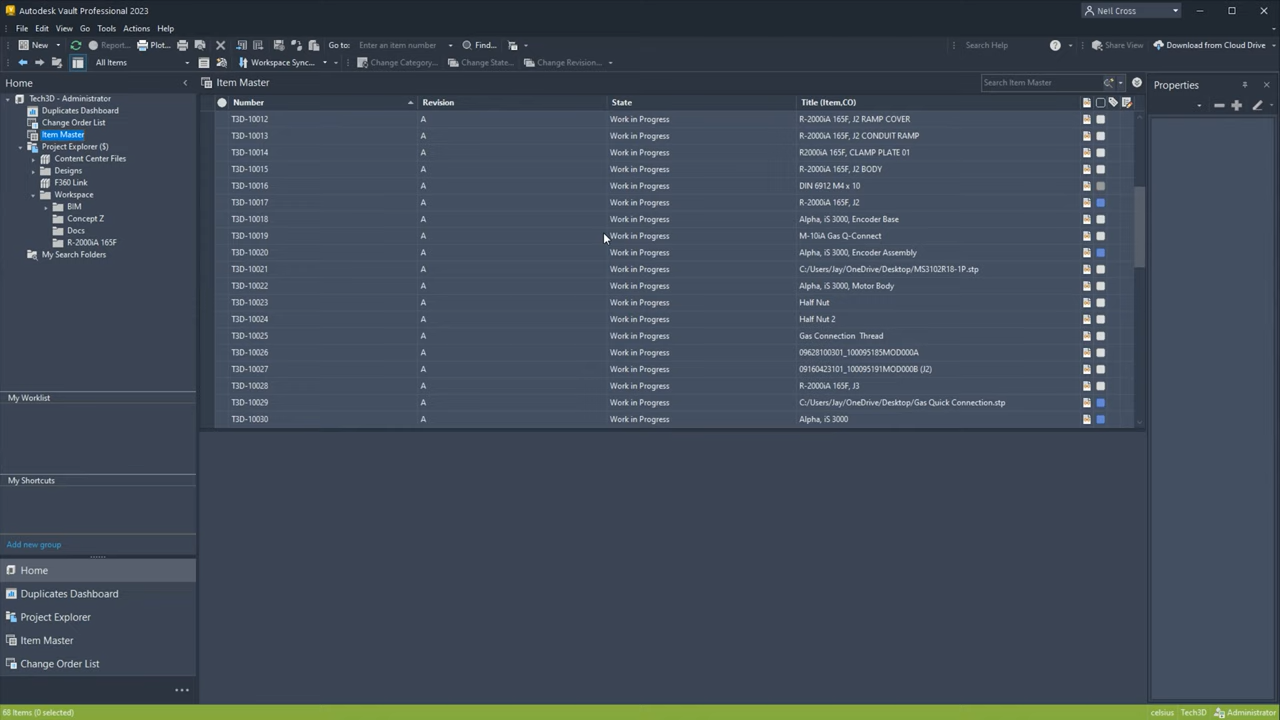 Autodesk Vault Professional 2023
Neil Cross
File Edit View Go Tools Actions Help
New Report... Plot... Go to: Enter an item number Find... Search Help Share View Download from Cloud Drive
All Items Workspace Sync... Change Category... Change State... Change Revision...
Home
Item Master
Search Item Master
Properties
Tech3D - Administrator
Duplicates Dashboard
Change Order List
Item Master
Project Explorer ($)
Content Center Files
Designs
F360 Link
Workspace
BIM
Concept Z
Docs
R-2000iA 165F
My Search Folders
Number Revision State Title (Item,CO)
T3D-10012 A Work in Progress R-2000iA 165F, J2 RAMP COVER
T3D-10013 A Work in Progress R-2000iA 165F, J2 CONDUIT RAMP
T3D-10014 A Work in Progress R2000iA 165F, CLAMP PLATE 01
T3D-10015 A Work in Progress R-2000iA 165F, J2 BODY
T3D-10016 A Work in Progress DIN 6912 M4 x 10
T3D-10017 A Work in Progress R-2000iA 165F, J2
T3D-10018 A Work in Progress Alpha, iS 3000, Encoder Base
T3D-10019 A Work in Progress M-10iA Gas Q-Connect
T3D-10020 A Work in Progress Alpha, iS 3000, Encoder Assembly
T3D-10021 A Work in Progress C:/Users/Jay/OneDrive/Desktop/MS3102R18-1P.stp
T3D-10022 A Work in Progress Alpha, iS 3000, Motor Body
T3D-10023 A Work in Progress Half Nut
T3D-10024 A Work in Progress Half Nut 2
T3D-10025 A Work in Progress Gas Connection Thread
T3D-10026 A Work in Progress 09628100301_100095185MOD000A
T3D-10027 A Work in Progress 09160423101_100095191MOD000B (J2)
T3D-10028 A Work in Progress R-2000iA 165F, J3
T3D-10029 A Work in Progress C:/Users/Jay/OneDrive/Desktop/Gas Quick Connection.stp
T3D-10030 A Work in Progress Alpha, iS 3000
My Worklist
My Shortcuts
Add new group
Home
Duplicates Dashboard
Project Explorer
Item Master
Change Order List
68 Items (0 selected)
celsius Tech3D Administrator